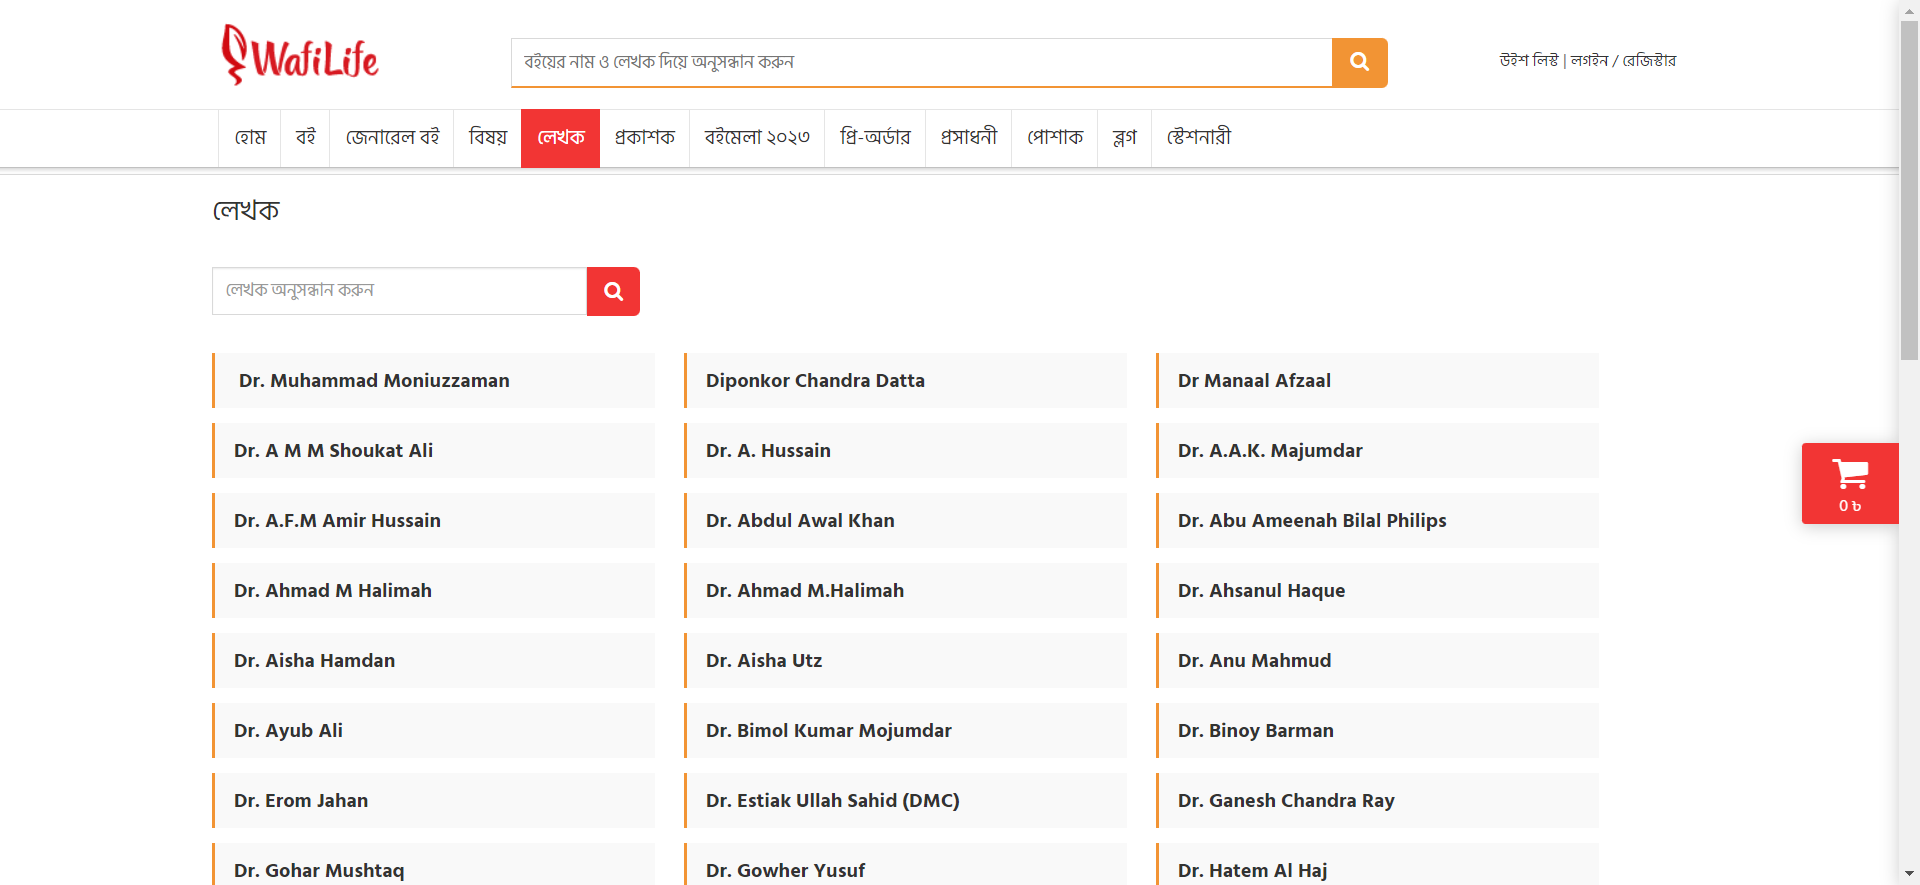 WafiLife
বইয়ের নাম ও লেখক দিয়ে অনুসন্ধান করুন
উইশ লিস্ট | লগইন / রেজিস্টার
হোম বই জেনারেল বই বিষয় লেখক প্রকাশক বইমেলা ২০২৩ প্রি-অর্ডার প্রসাধনী পোশাক ব্লগ স্টেশনারী
লেখক
লেখক অনুসন্ধান করুন
Dr. Muhammad Moniuzzaman Diponkor Chandra Datta Dr Manaal Afzaal
Dr. A M M Shoukat Ali Dr. A. Hussain Dr. A.A.K. Majumdar
0 ৳
Dr. A.F.M Amir Hussain Dr. Abdul Awal Khan Dr. Abu Ameenah Bilal Philips
Dr. Ahmad M Halimah Dr. Ahmad M.Halimah Dr. Ahsanul Haque
Dr. Aisha Hamdan Dr. Aisha Utz Dr. Anu Mahmud
Dr. Ayub Ali Dr. Bimol Kumar Mojumdar Dr. Binoy Barman
Dr. Erom Jahan Dr. Estiak Ullah Sahid (DMC) Dr. Ganesh Chandra Ray
Dr. Gohar Mushtaq Dr. Gowher Yusuf Dr. Hatem Al Haj